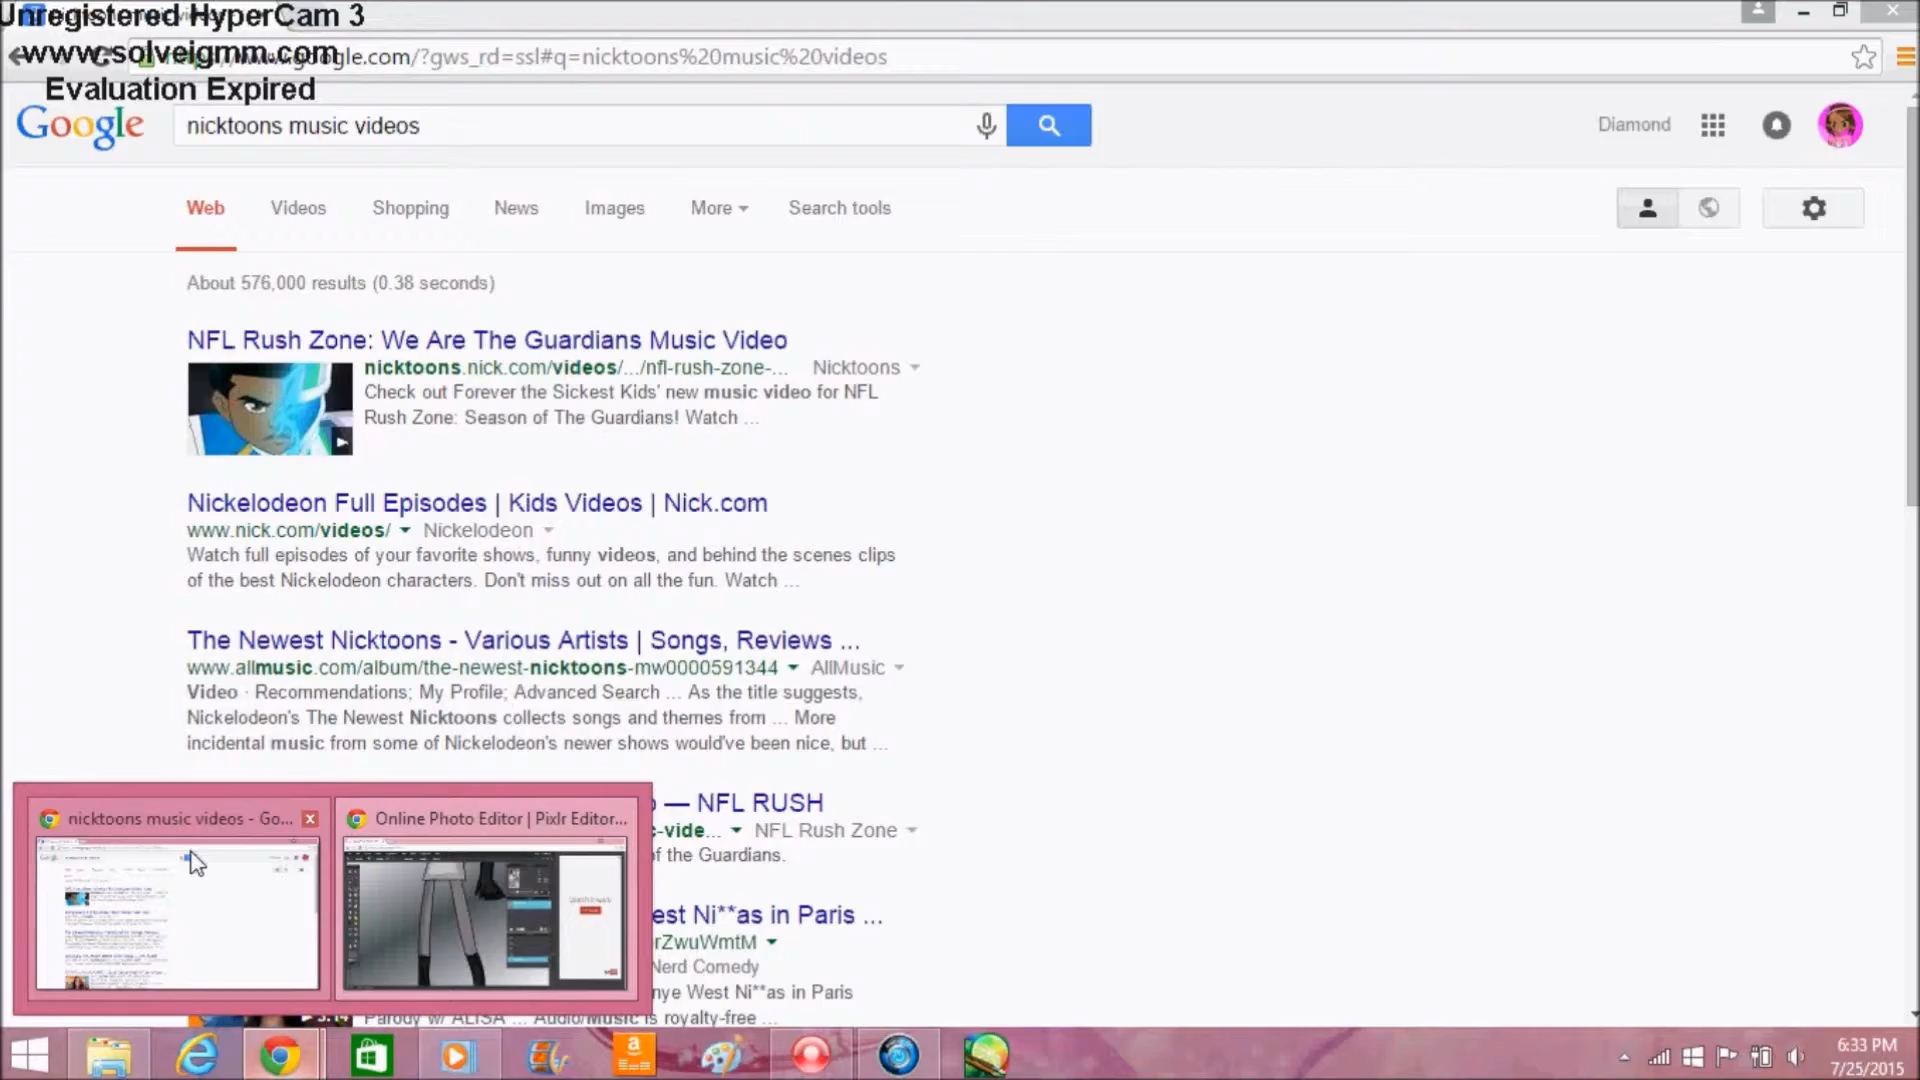 Unregistered HyperCam 3
www.solveigmm.com
Evaluation Expired
google.com/?gws_rd=ssl#q=nicktoons%20music%20videos
Google
nicktoons music videos
Diamond
Web
Videos
Shopping
News
Images
More
Search tools
About 576,000 results (0.38 seconds)
NFL Rush Zone: We Are The Guardians Music Video
nicktoons.nick.com/videos/.../nfl-rush-zone-... Nicktoons
Check out Forever the Sickest Kids' new music video for NFL
Rush Zone: Season of The Guardians! Watch ...
Nickelodeon Full Episodes | Kids Videos | Nick.com
www.nick.com/videos/ Nickelodeon
Watch full episodes of your favorite shows, funny videos, and behind the scenes clips
of the best Nickelodeon characters. Don't miss out on all the fun. Watch ...
The Newest Nicktoons - Various Artists | Songs, Reviews ...
www.allmusic.com/album/the-newest-nicktoons-mw0000591344 AllMusic
Video · Recommendations; My Profile; Advanced Search ... As the title suggests,
Nickelodeon's The Newest Nicktoons collects songs and themes from ... More
incidental music from some of Nickelodeon's newer shows would've been nice, but ...
— NFL RUSH
c-vide... NFL Rush Zone
of the Guardians.
est Ni**as in Paris ...
rZwuWmtM
Nerd Comedy
nye West Ni**as in Paris
Parody w/ ALISA ... Audio/Music is royalty-free ...
nicktoons music videos - Go...
Online Photo Editor | Pixlr Editor...
6:33 PM
7/25/2015